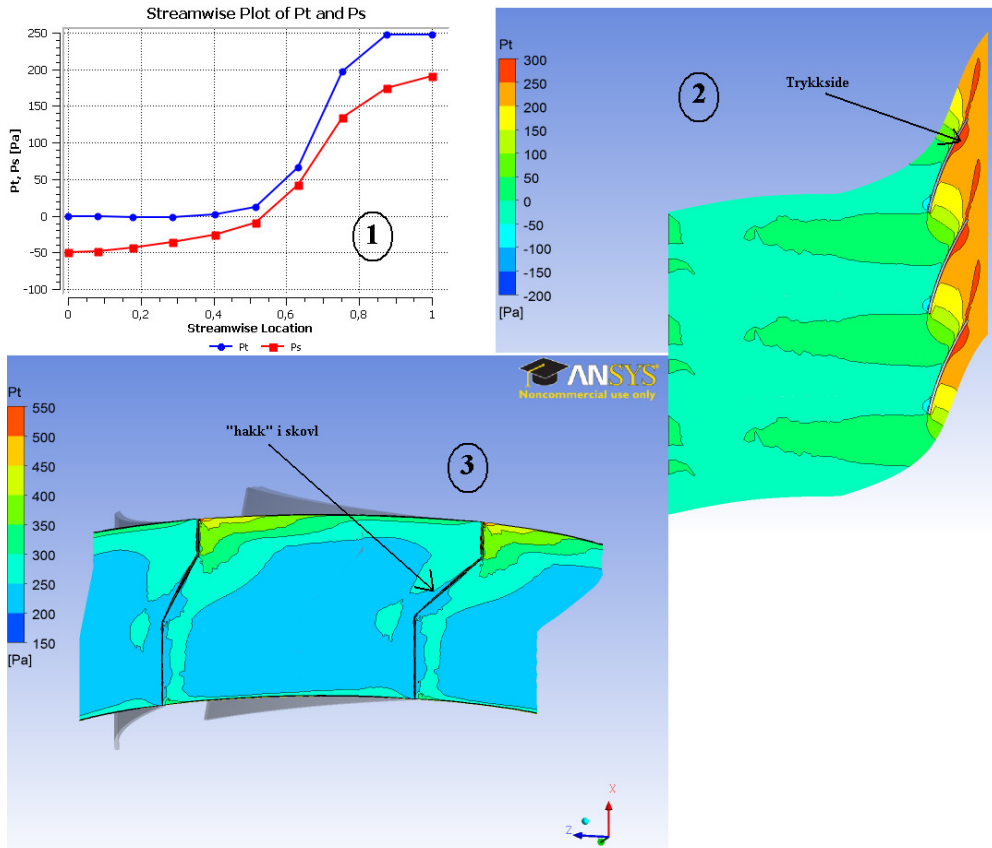 Streamwise Plot of Pt and Ps
250
200
150
100
50
0
-50
-100
Pt, Ps [Pa]
0 0,2 0,4 0,6 0,8 1
Streamwise Location
Pt Ps
1
Pt
300
250
200
150
100
50
0
-50
-100
-150
-200
[Pa]
2
Trykkside
ANSYS
Noncommercial use only
Pt
550
500
450
400
350
300
250
200
150
[Pa]
"hakk" i skovl
3
X
Z